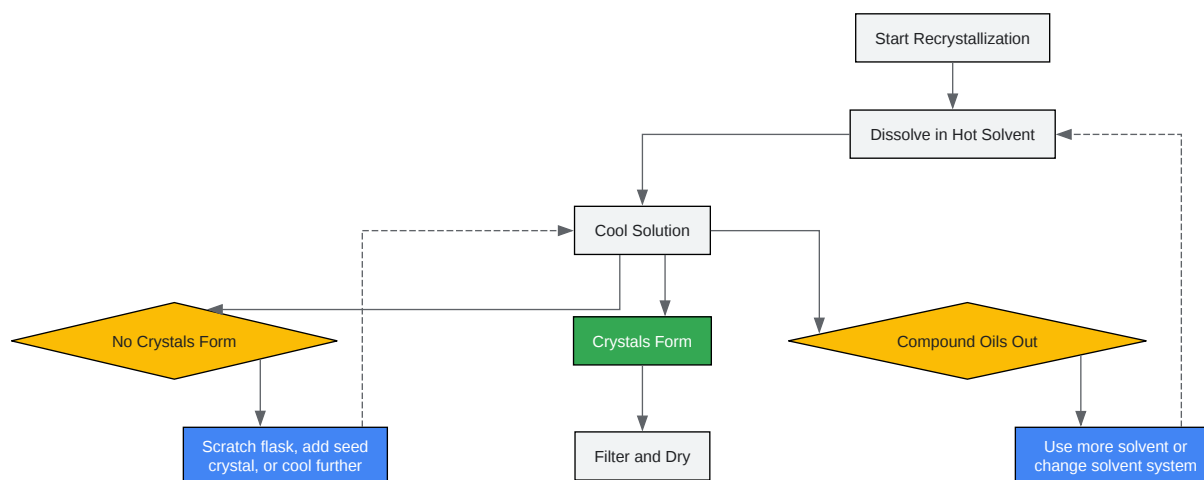 Start Recrystallization
Dissolve in Hot Solvent
Cool Solution
No Crystals Form
Crystals Form
Compound Oils Out
Scratch flask, add seed
crystal, or cool further
Filter and Dry
Use more solvent or
change solvent system